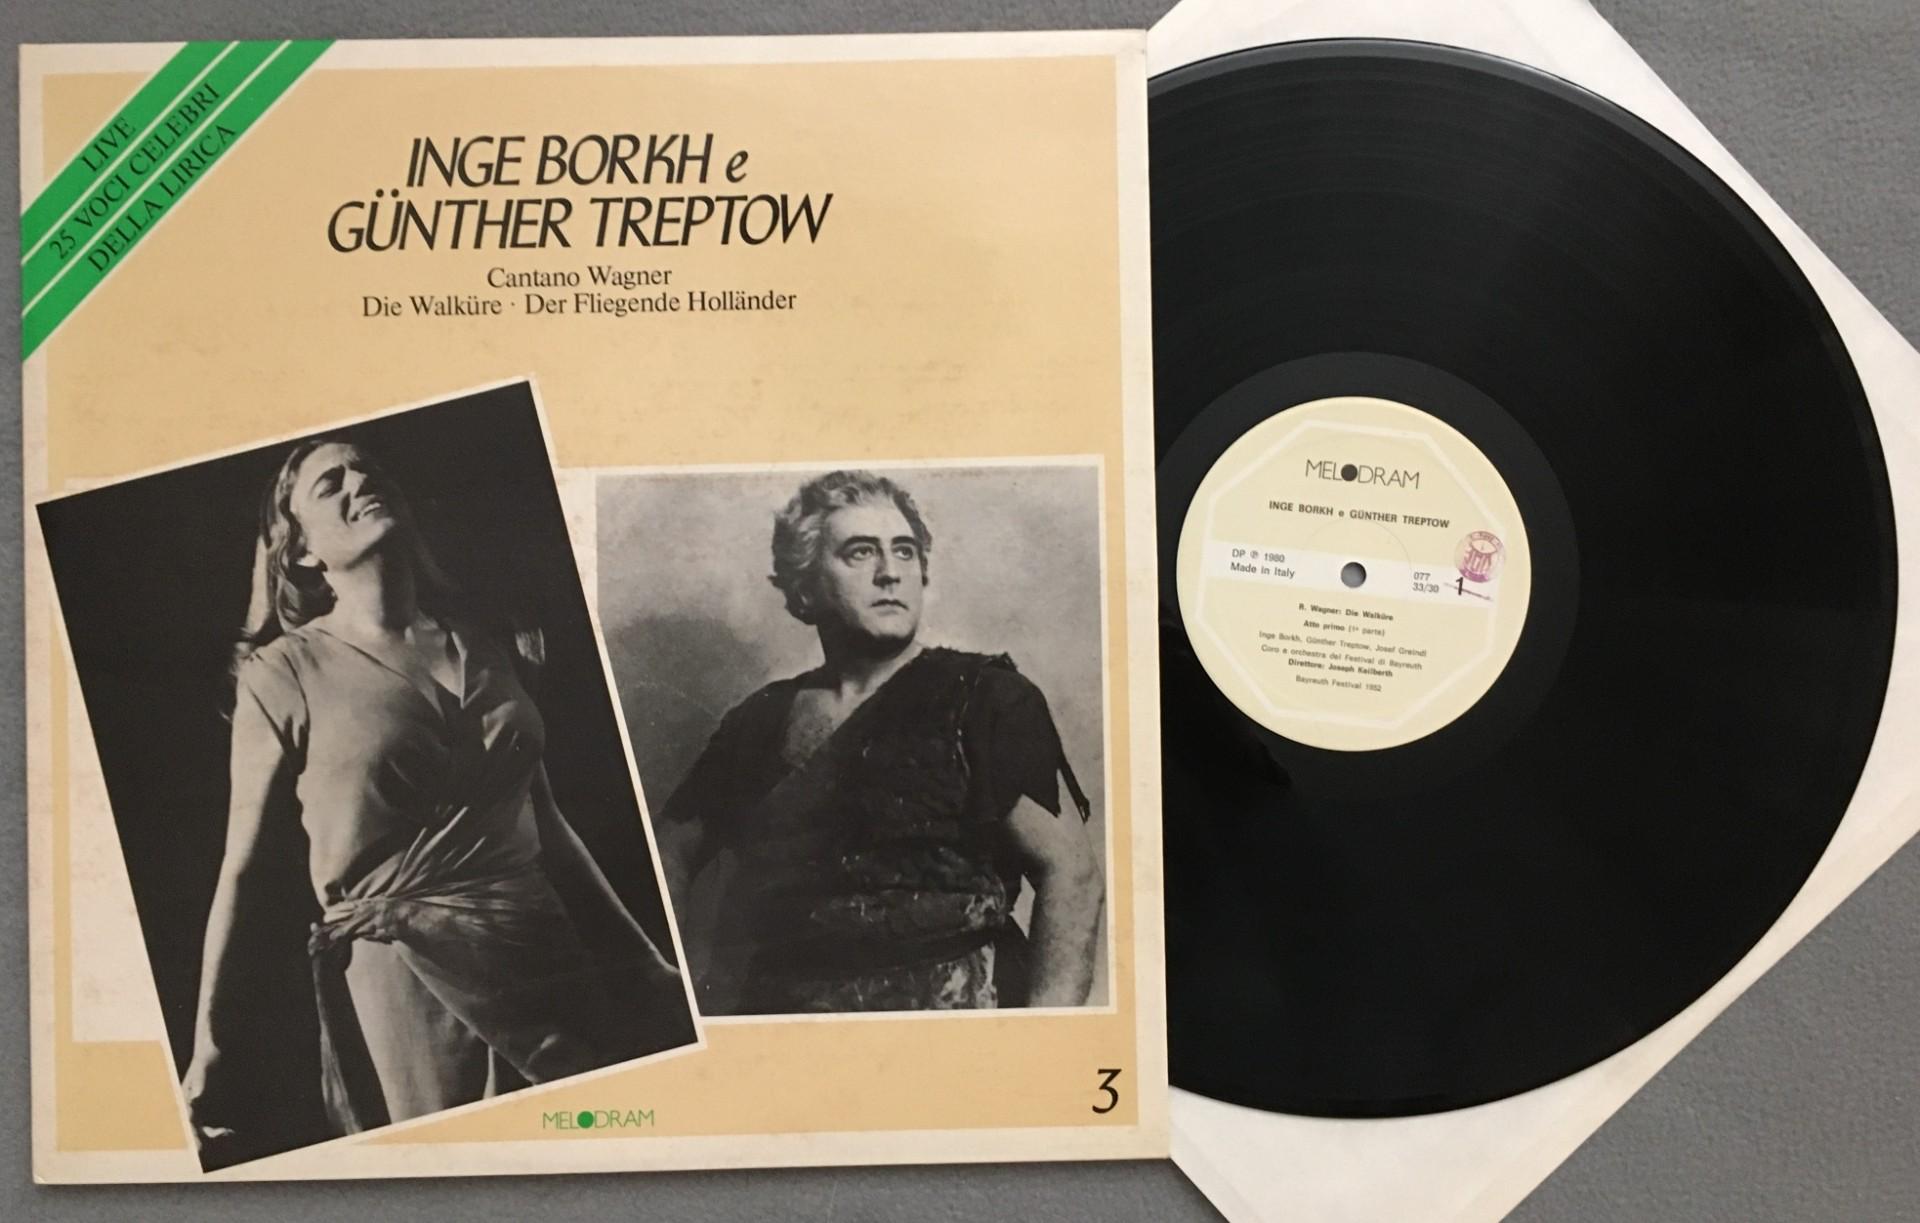 LIVE
25 VOCI CELEBRI
DELLA LIRICA
INGE BORKH e
GÜNTHER TREPTOW
Cantano Wagner
Die Walküre · Der Fliegende Holländer
MELODRAM
3
MELODRAM
INGE BORKH e GÜNTHER TREPTOW
DP ℗ 1980
Made in Italy
077
33/30
1
R. Wagner: Die Walküre
Atto primo (1ª parte)
Inge Borkh, Günther Treptow, Josef Greindl
Coro e orchestra del Festival di Bayreuth
Direttore: Joseph Keilberth
Bayreuth Festival 1952